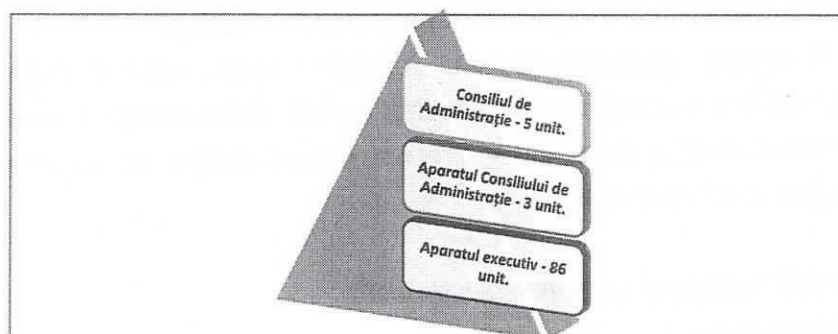 Consiliul de
Administrație - 5 unit.
Aparatul Consiliului de
Administrație - 3 unit.
Aparatul executiv - 86
unit.